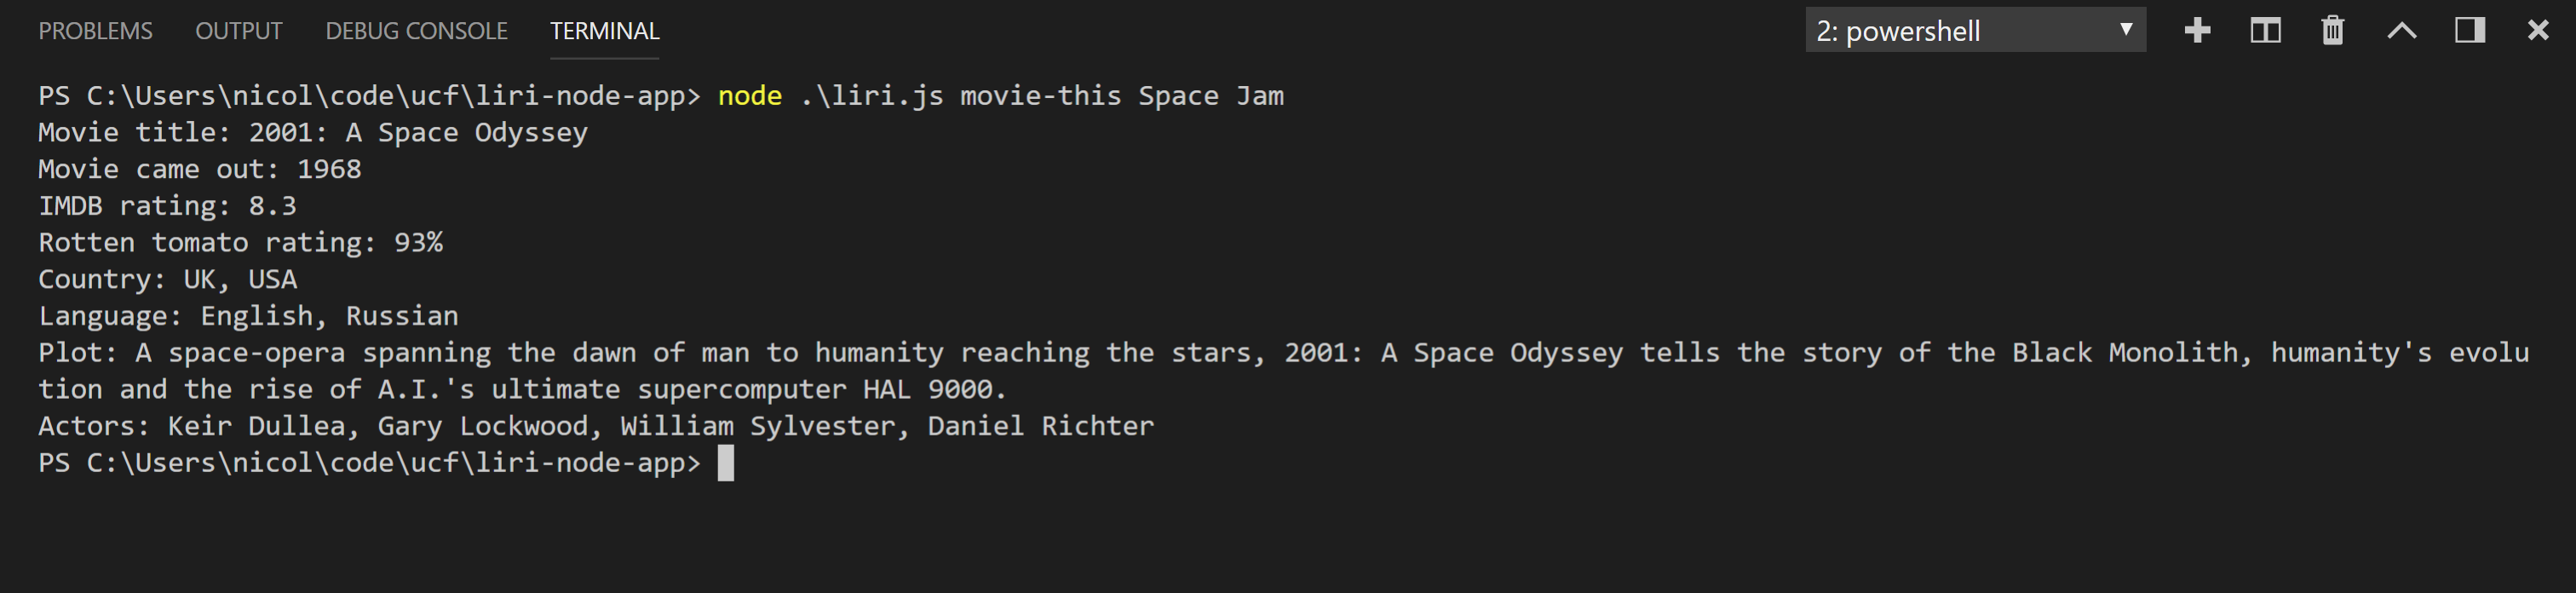 PROBLEMS OUTPUT DEBUG CONSOLE TERMINAL 2: powershell
PS C:\Users\nicol\code\ucf\liri-node-app> node .\liri.js movie-this Space Jam
Movie title: 2001: A Space Odyssey
Movie came out: 1968
IMDB rating: 8.3
Rotten tomato rating: 93%
Country: UK, USA
Language: English, Russian
Plot: A space-opera spanning the dawn of man to humanity reaching the stars, 2001: A Space Odyssey tells the story of the Black Monolith, humanity's evolu
tion and the rise of A.I.'s ultimate supercomputer HAL 9000.
Actors: Keir Dullea, Gary Lockwood, William Sylvester, Daniel Richter
PS C:\Users\nicol\code\ucf\liri-node-app>